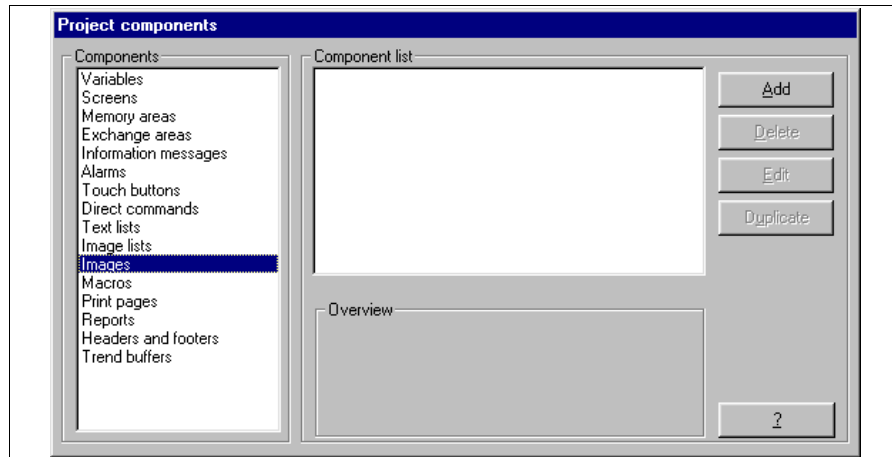 Project components
Components
Variables
Screens
Memory areas
Exchange areas
Information messages
Alarms
Touch buttons
Direct commands
Text lists
Image lists
Images
Macros
Print pages
Reports
Headers and footers
Trend buffers
Component list
Overview
Add
Delete
Edit
Duplicate
?